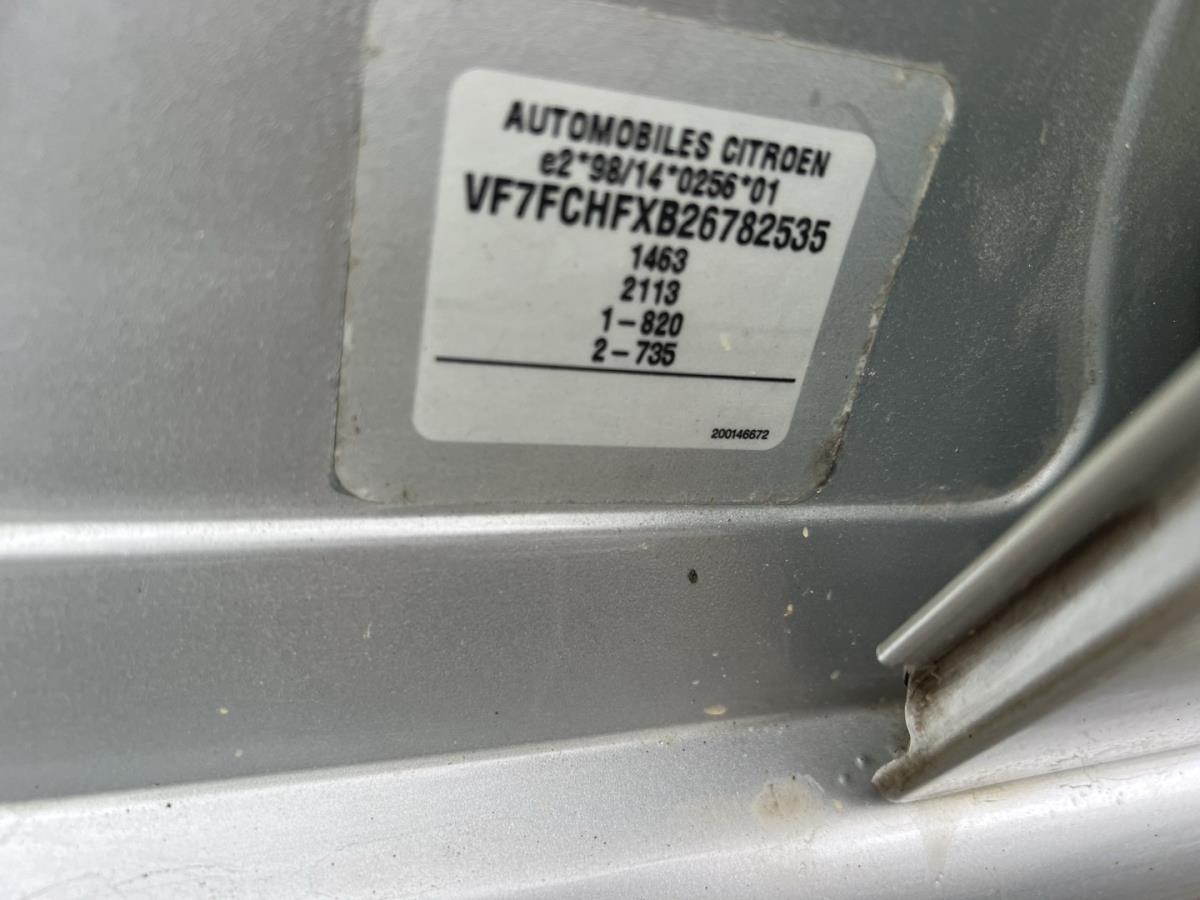 AUTOMOBILES CITROEN
e2*98/14*0256*01
VF7FCHFXB26782535
1463
2113
1-820
2-735
200146672